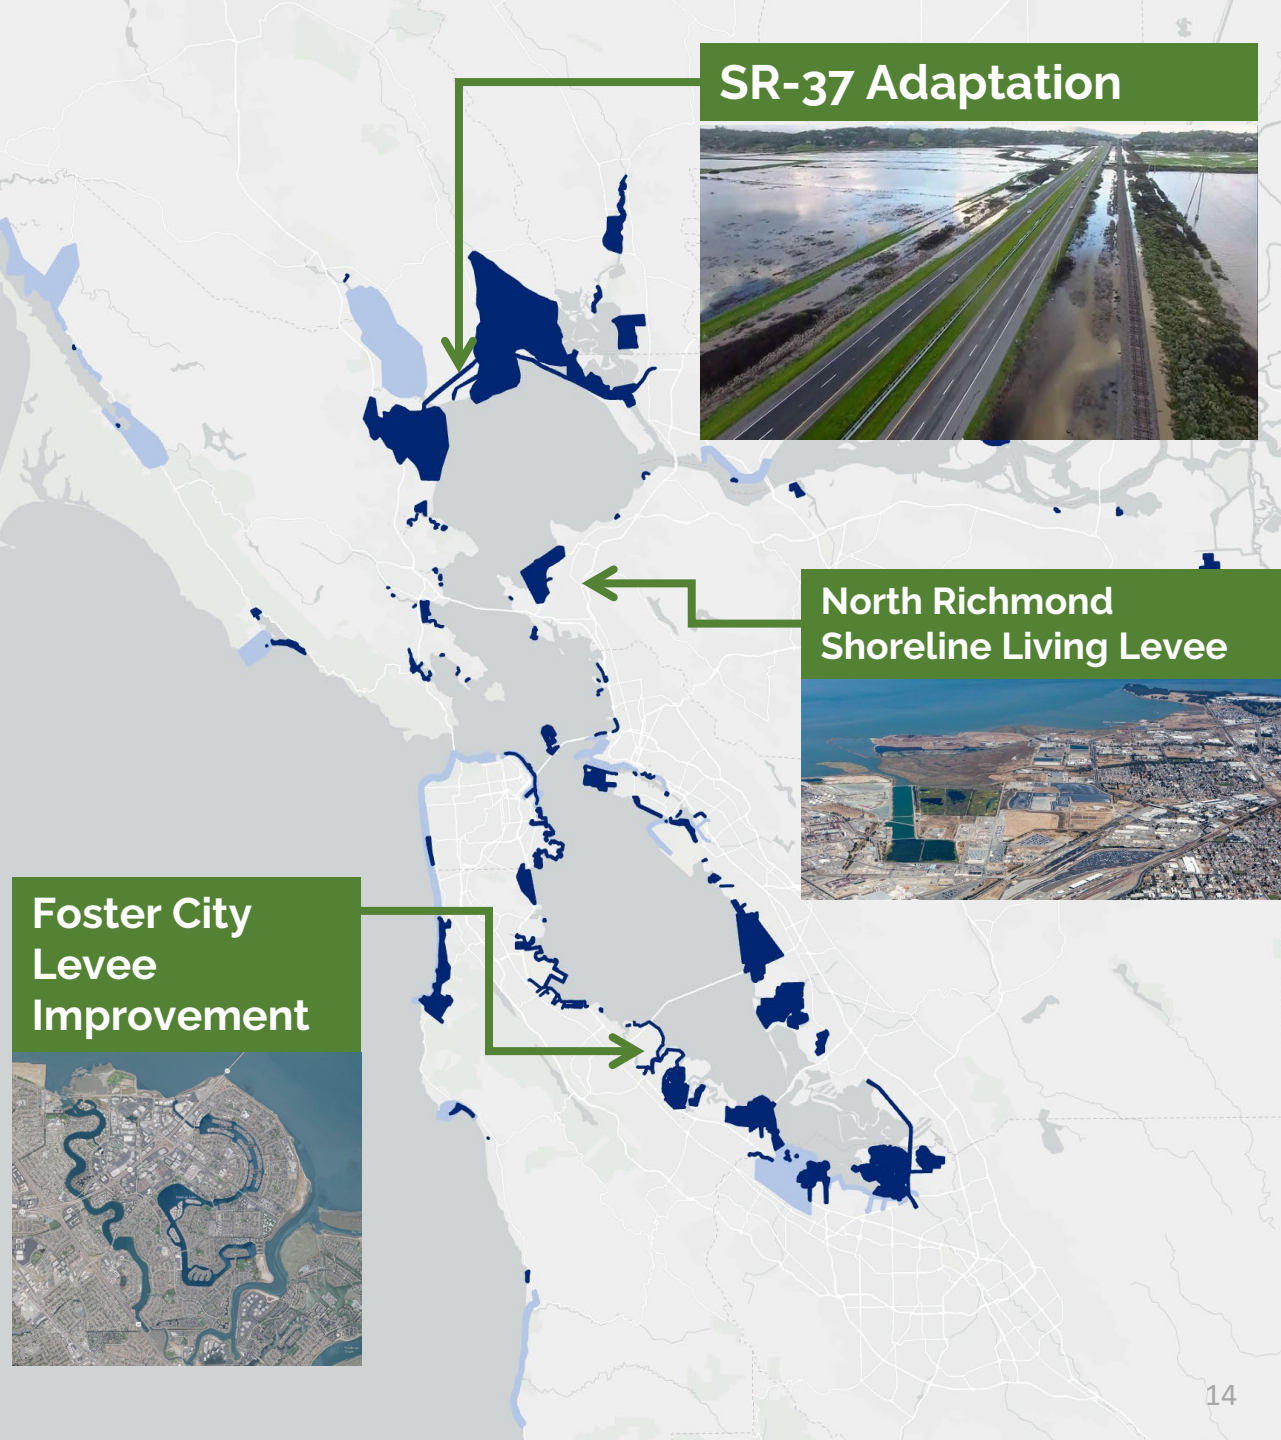 SR-37 Adaptation
North Richmond
Shoreline Living Levee
Foster City
Levee
Improvement
14